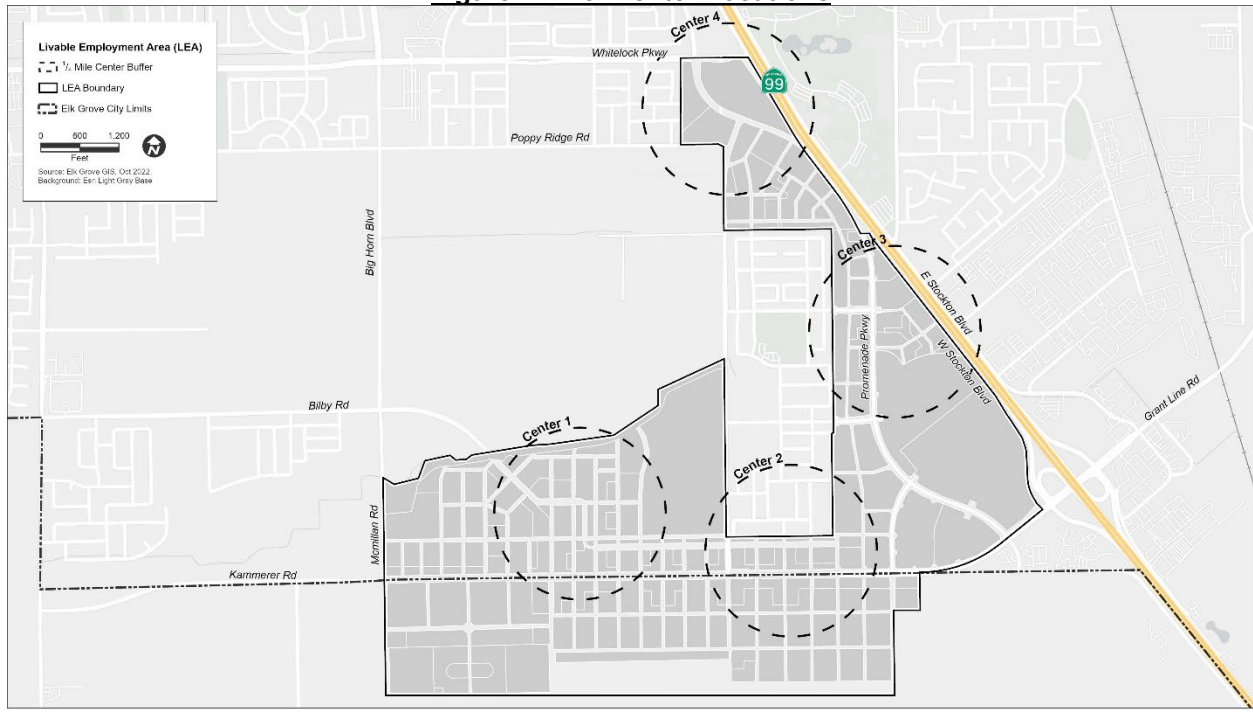 Livable Employment Area (LEA)
1/4 Mile Center Buffer
LEA Boundary
Elk Grove City Limits
0 600 1,200
Feet
N
Source: Elk Grove GIS, Oct 2022
Background: Esri Light Gray Base
Center 4
Whitelock Pkwy
99
Poppy Ridge Rd
Big Horn Blvd
Center 3
E Stockton Blvd
W Stockton Blvd
Promenade Pkwy
Grant Line Rd
Bilby Rd
Center 1
Center 2
Mcmillan Rd
Kammerer Rd